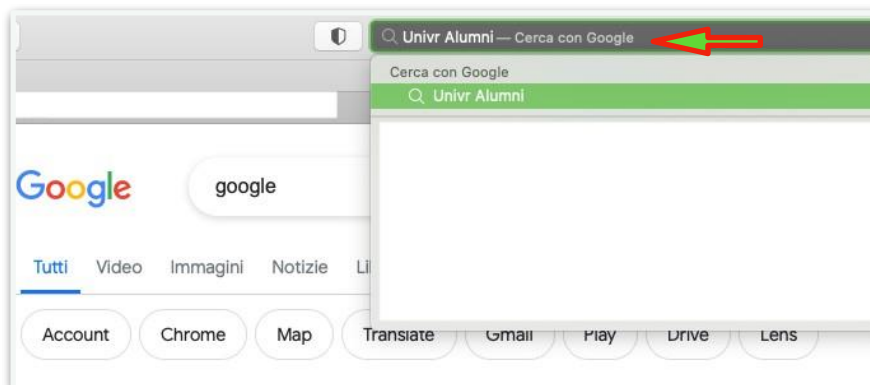 Univr Alumni — Cerca con Google
Cerca con Google
Univr Alumni
Google
google
Tutti Video Immagini Notizie
Account Chrome Map Translate Gmail Play Drive Lens